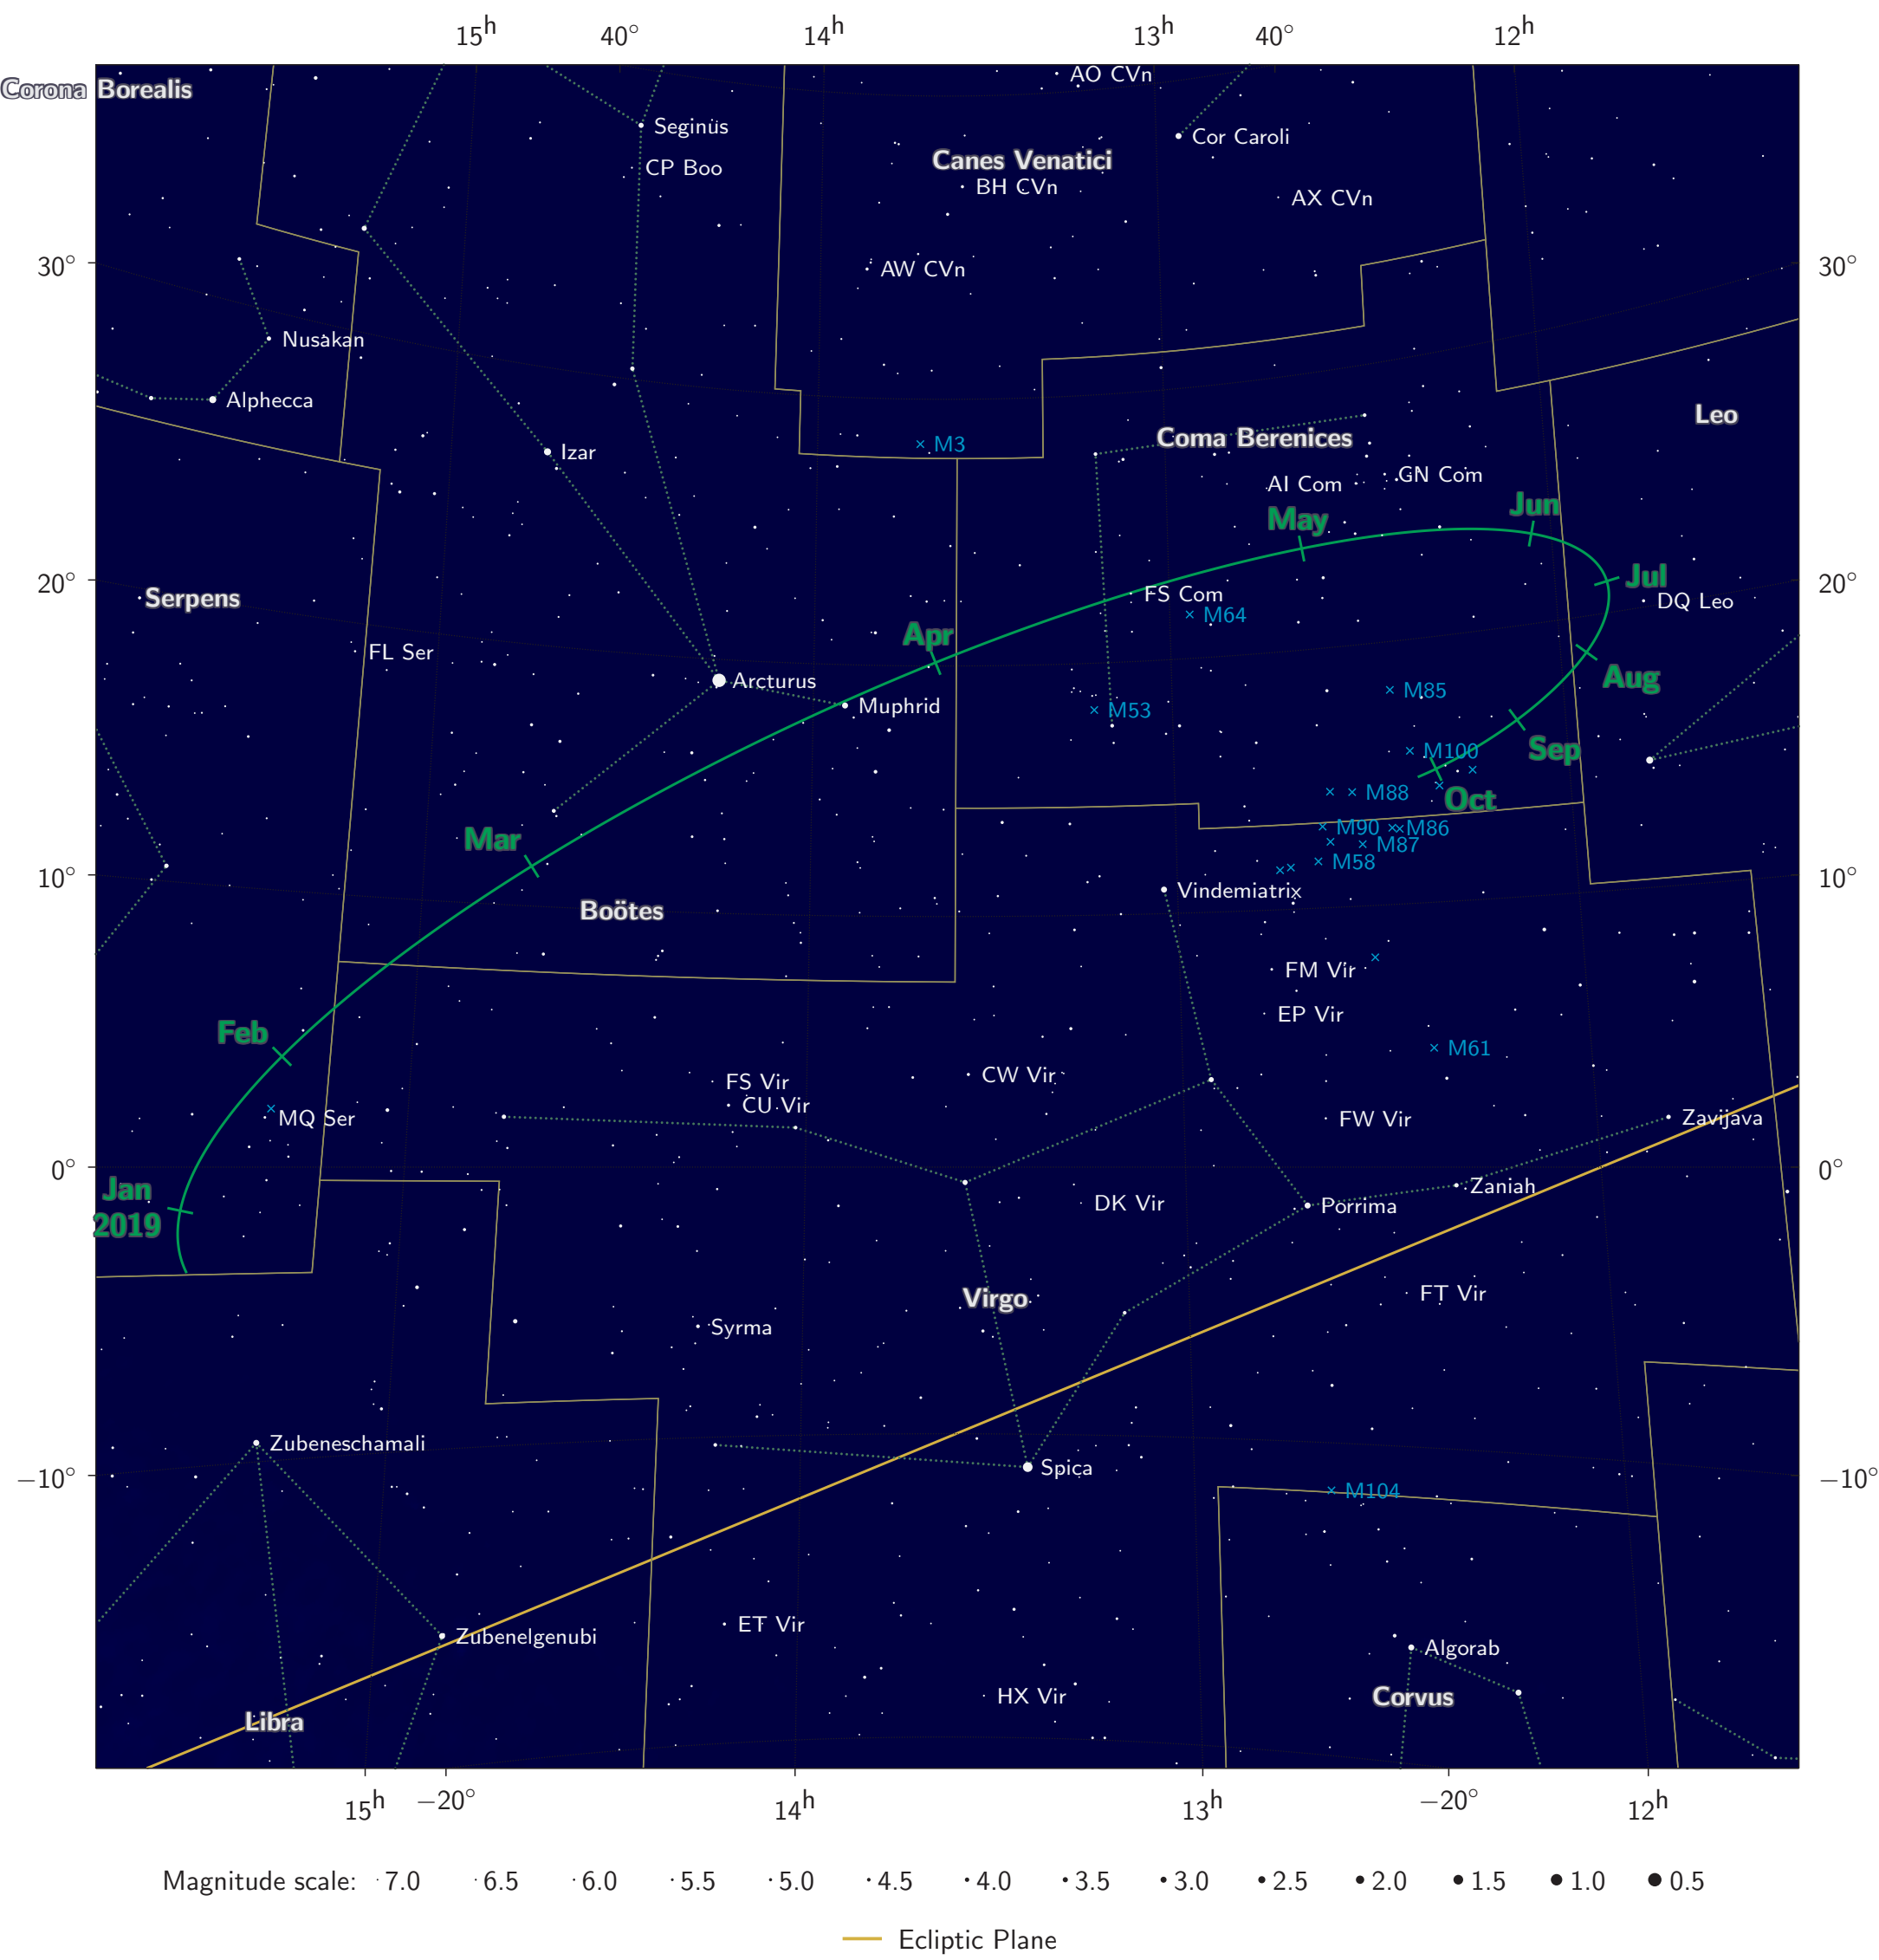 15h 40° 14h 13h 40° 12h
AO CVn
Corona Borealis
Seginus
Cor Caroli
Canes Venatici
CP Boo
BH CVn
AX CVn
30° AW CVn 30°
Nusakan
Alphecca
Leo
Coma Berenices
M3
Izar
GN Com
AI Com
Jun
May
Jul
20° 20°
FS Com
Serpens
DQ Leo
M64
Apr
FL Ser
Aug
Arcturus
M85
Muphrid
M53
Sep
M100
M88
Oct
M90 M86
Mar
M87
M58
10° 10°
Vindemiatrix
Boötes
FM Vir
EP Vir
Feb
M61
CW Vir
FS Vir
CU Vir
MQ Ser
FW Vir
Zavijava
0° 0°
Jan
Zaniah
DK Vir
Porrima
2019
FT Vir
Virgo
Syrma
Zubeneschamali
Spica
−10° −10°
M104
ET Vir
Zubenelgenubi
Algorab
HX Vir
Corvus
Libra
15h −20° 14h 13h −20° 12h
Magnitude scale: 7.0 6.5 6.0 5.5 5.0 4.5 4.0 3.5 3.0 2.5 2.0 1.5 1.0 0.5
Ecliptic Plane